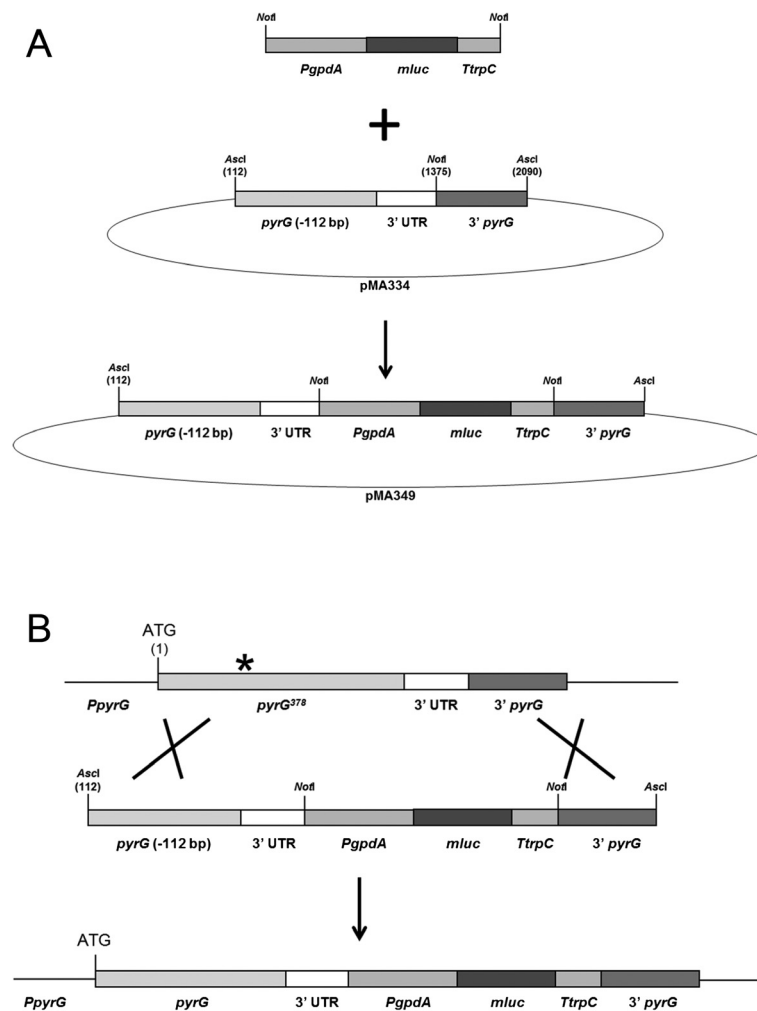 A
NotI NotI
PgpdA mluc TtrpC
+
AscI NotI AscI
(112) (1375) (2090)
pyrG (-112 bp) 3’ UTR 3’ pyrG
pMA334
AscI
(112) NotI NotI AscI
pyrG (-112 bp) 3’ UTR PgpdA mluc TtrpC 3’ pyrG
pMA349
B
ATG
(1) *
PpyrG pyrG³⁷⁸ 3’ UTR 3’ pyrG
AscI
(112) NotI NotI AscI
pyrG (-112 bp) 3’ UTR PgpdA mluc TtrpC 3’ pyrG
ATG
PpyrG pyrG 3’ UTR PgpdA mluc TtrpC 3’ pyrG